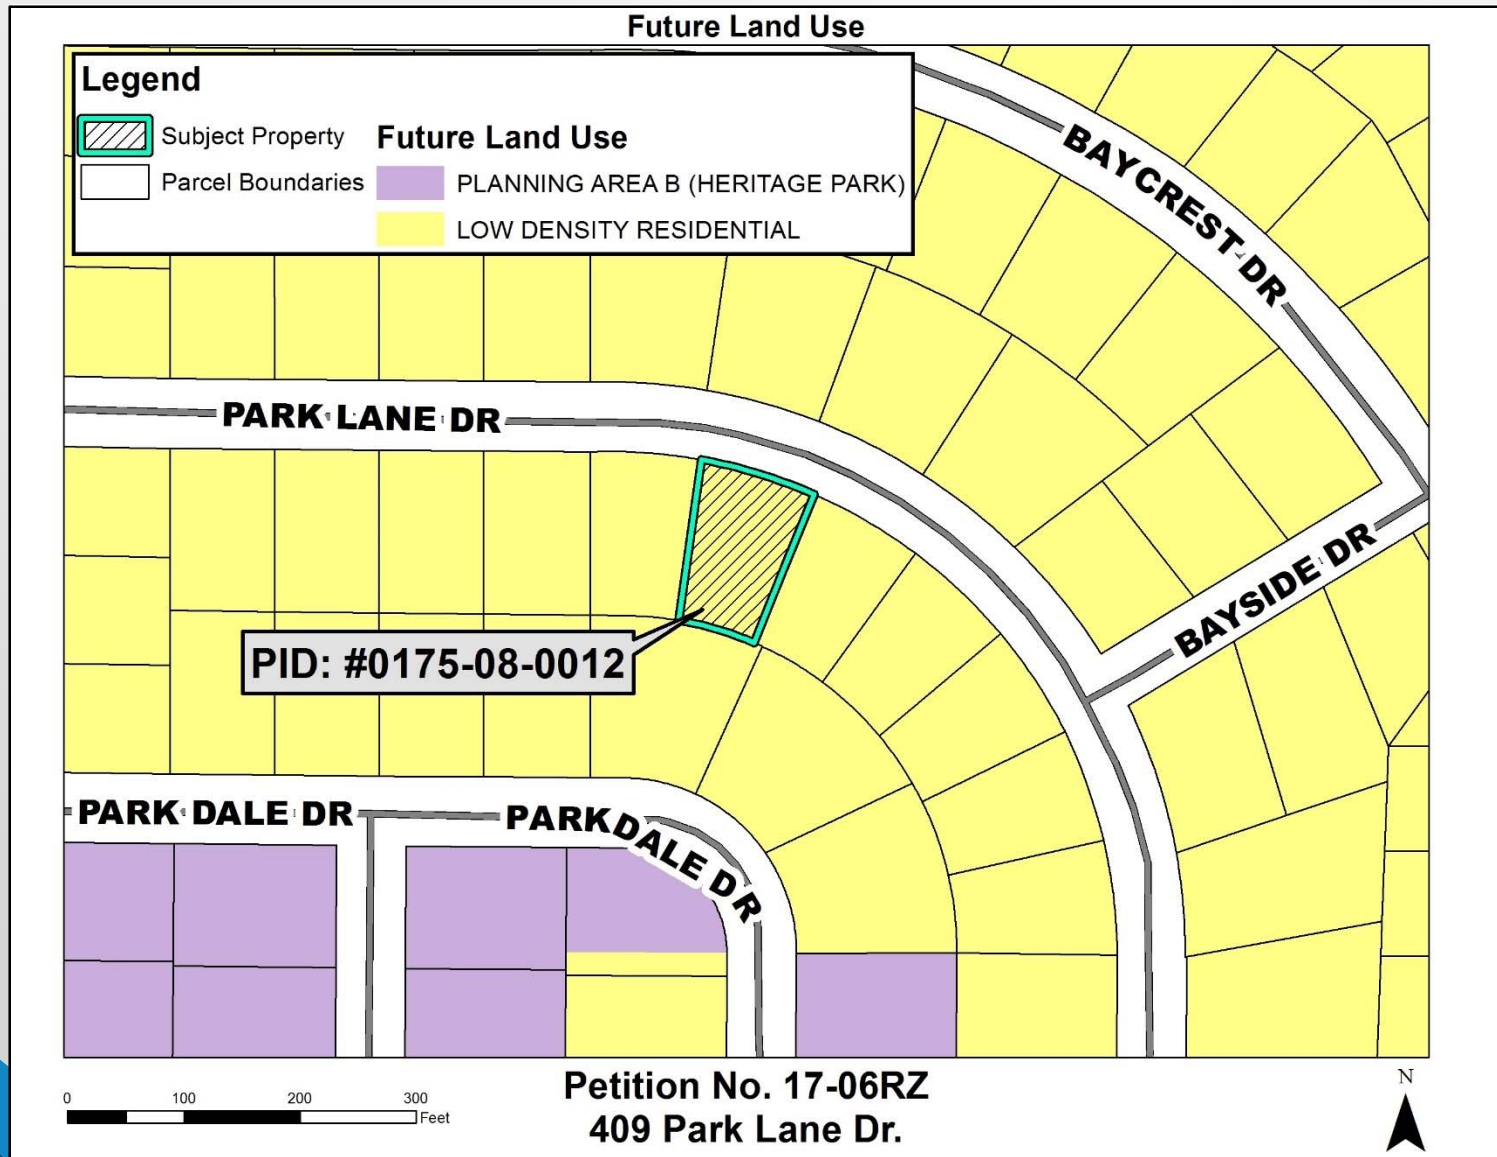 Future Land Use
Legend
Subject Property
Parcel Boundaries
Future Land Use
PLANNING AREA B (HERITAGE PARK)
LOW DENSITY RESIDENTIAL
BAYCREST DR
PARK LANE DR
BAYSIDE DR
PID: #0175-08-0012
PARK DALE DR
PARK DALE DR
0 100 200 300
Feet
Petition No. 17-06RZ
409 Park Lane Dr.
N